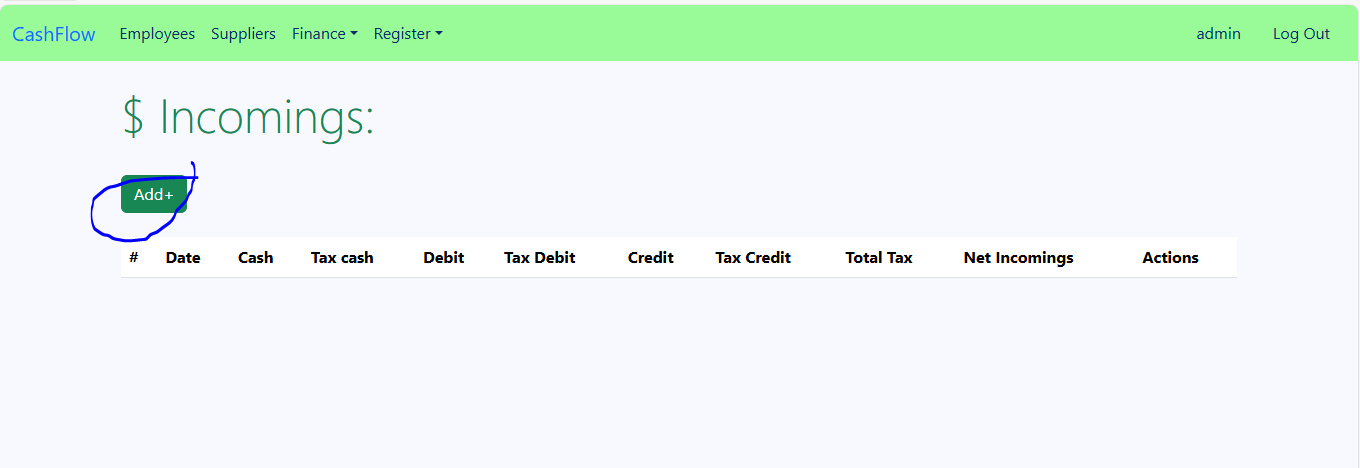 CashFlow Employees Suppliers Finance Register admin Log Out
$ Incomings:
Add+
# Date Cash Tax cash Debit Tax Debit Credit Tax Credit Total Tax Net Incomings Actions